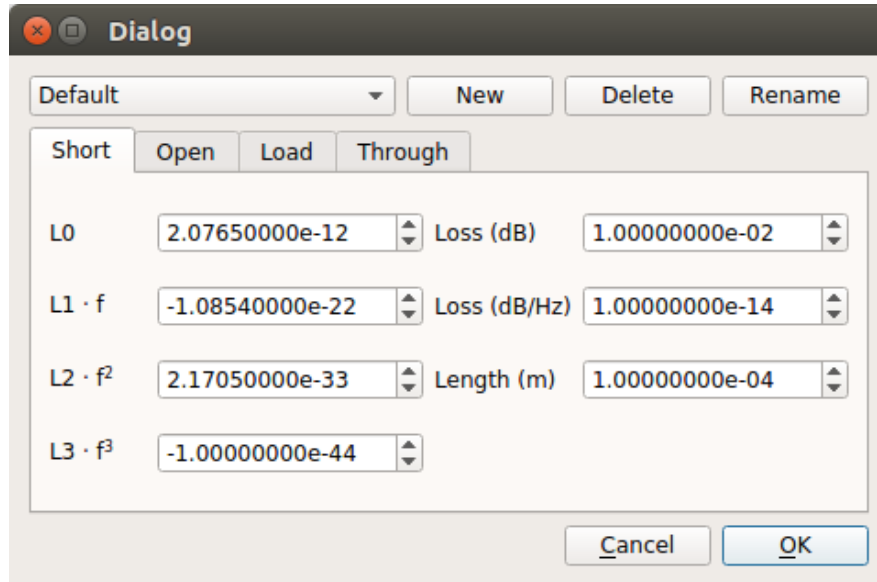 Dialog
Default New Delete Rename
Short Open Load Through
L0 2.07650000e-12 Loss (dB) 1.00000000e-02
L1 · f -1.08540000e-22 Loss (dB/Hz) 1.00000000e-14
L2 · f² 2.17050000e-33 Length (m) 1.00000000e-04
L3 · f³ -1.00000000e-44
Cancel OK